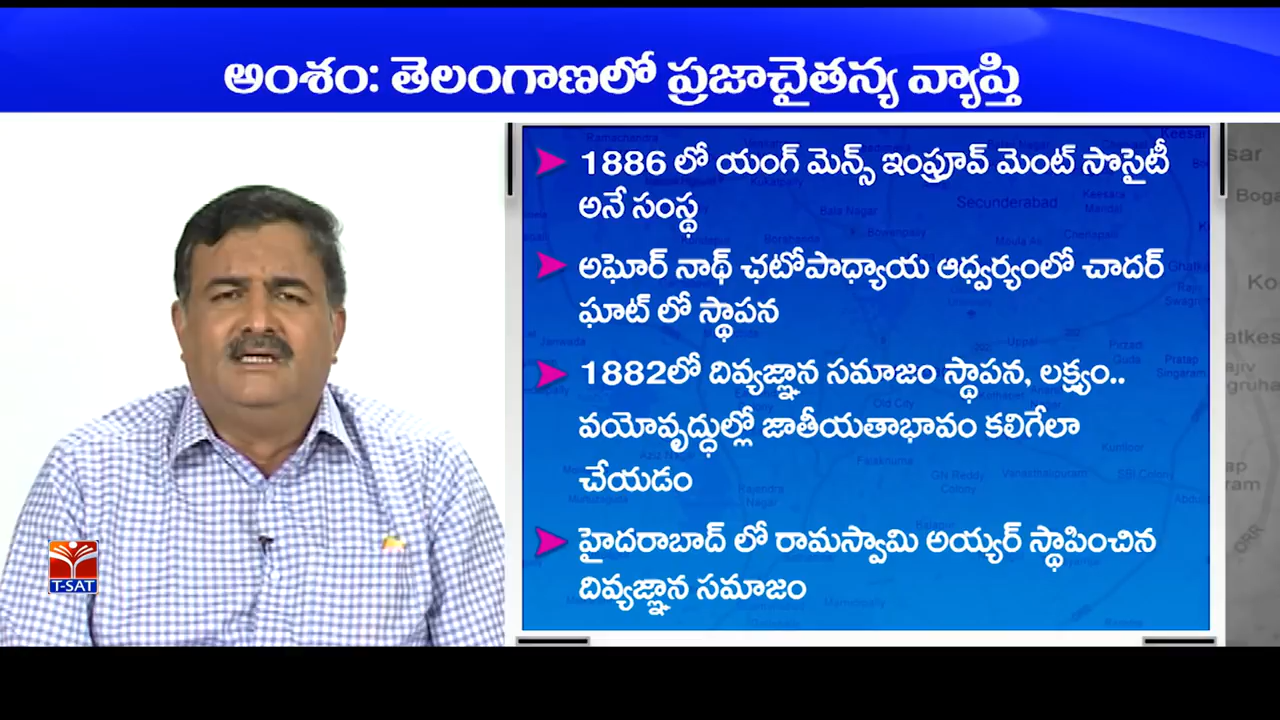 అంశం: తెలంగాణలో ప్రజాచైతన్య వ్యాప్తి
1886 లో యంగ్ మెన్స్ ఇంప్రూవ్ మెంట్ సొసైటీ
అనే సంస్థ
అఘోర్ నాథ్ ఛటోపాధ్యాయ ఆధ్వర్యంలో చాదర్
ఘాట్ లో స్థాపన
1882లో దివ్యజ్ఞాన సమాజం స్థాపన, లక్ష్యం..
వయోవృద్ధుల్లో జాతీయతాభావం కలిగేలా
చేయడం
హైదరాబాద్ లో రామస్వామి అయ్యర్ స్థాపించిన
దివ్యజ్ఞాన సమాజం
T-SAT
Secunderabad